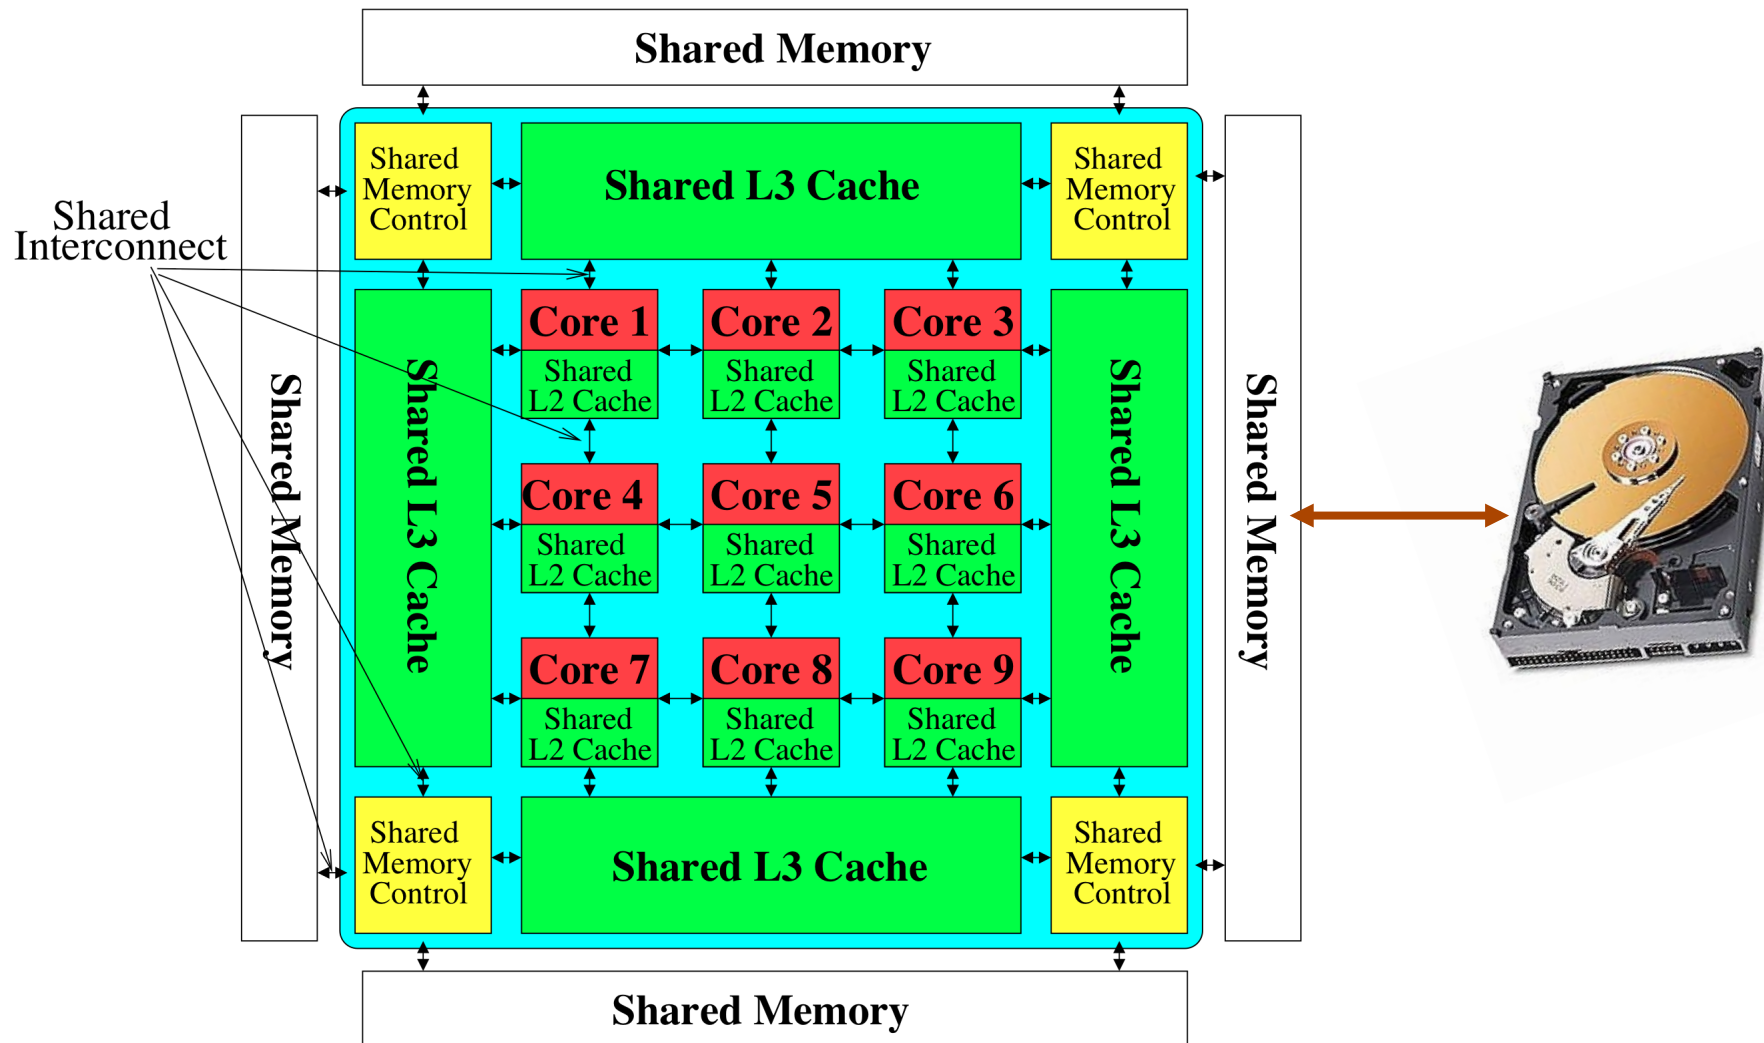 Shared Memory
Shared
Memory
Control
Shared L3 Cache
Shared
Memory
Control
Shared
Interconnect
Shared Memory
Shared L3 Cache
Core 1
Shared
L2 Cache
Core 2
Shared
L2 Cache
Core 3
Shared
L2 Cache
Core 4
Shared
L2 Cache
Core 5
Shared
L2 Cache
Core 6
Shared
L2 Cache
Core 7
Shared
L2 Cache
Core 8
Shared
L2 Cache
Core 9
Shared
L2 Cache
Shared L3 Cache
Shared Memory
Shared
Memory
Control
Shared L3 Cache
Shared
Memory
Control
Shared Memory